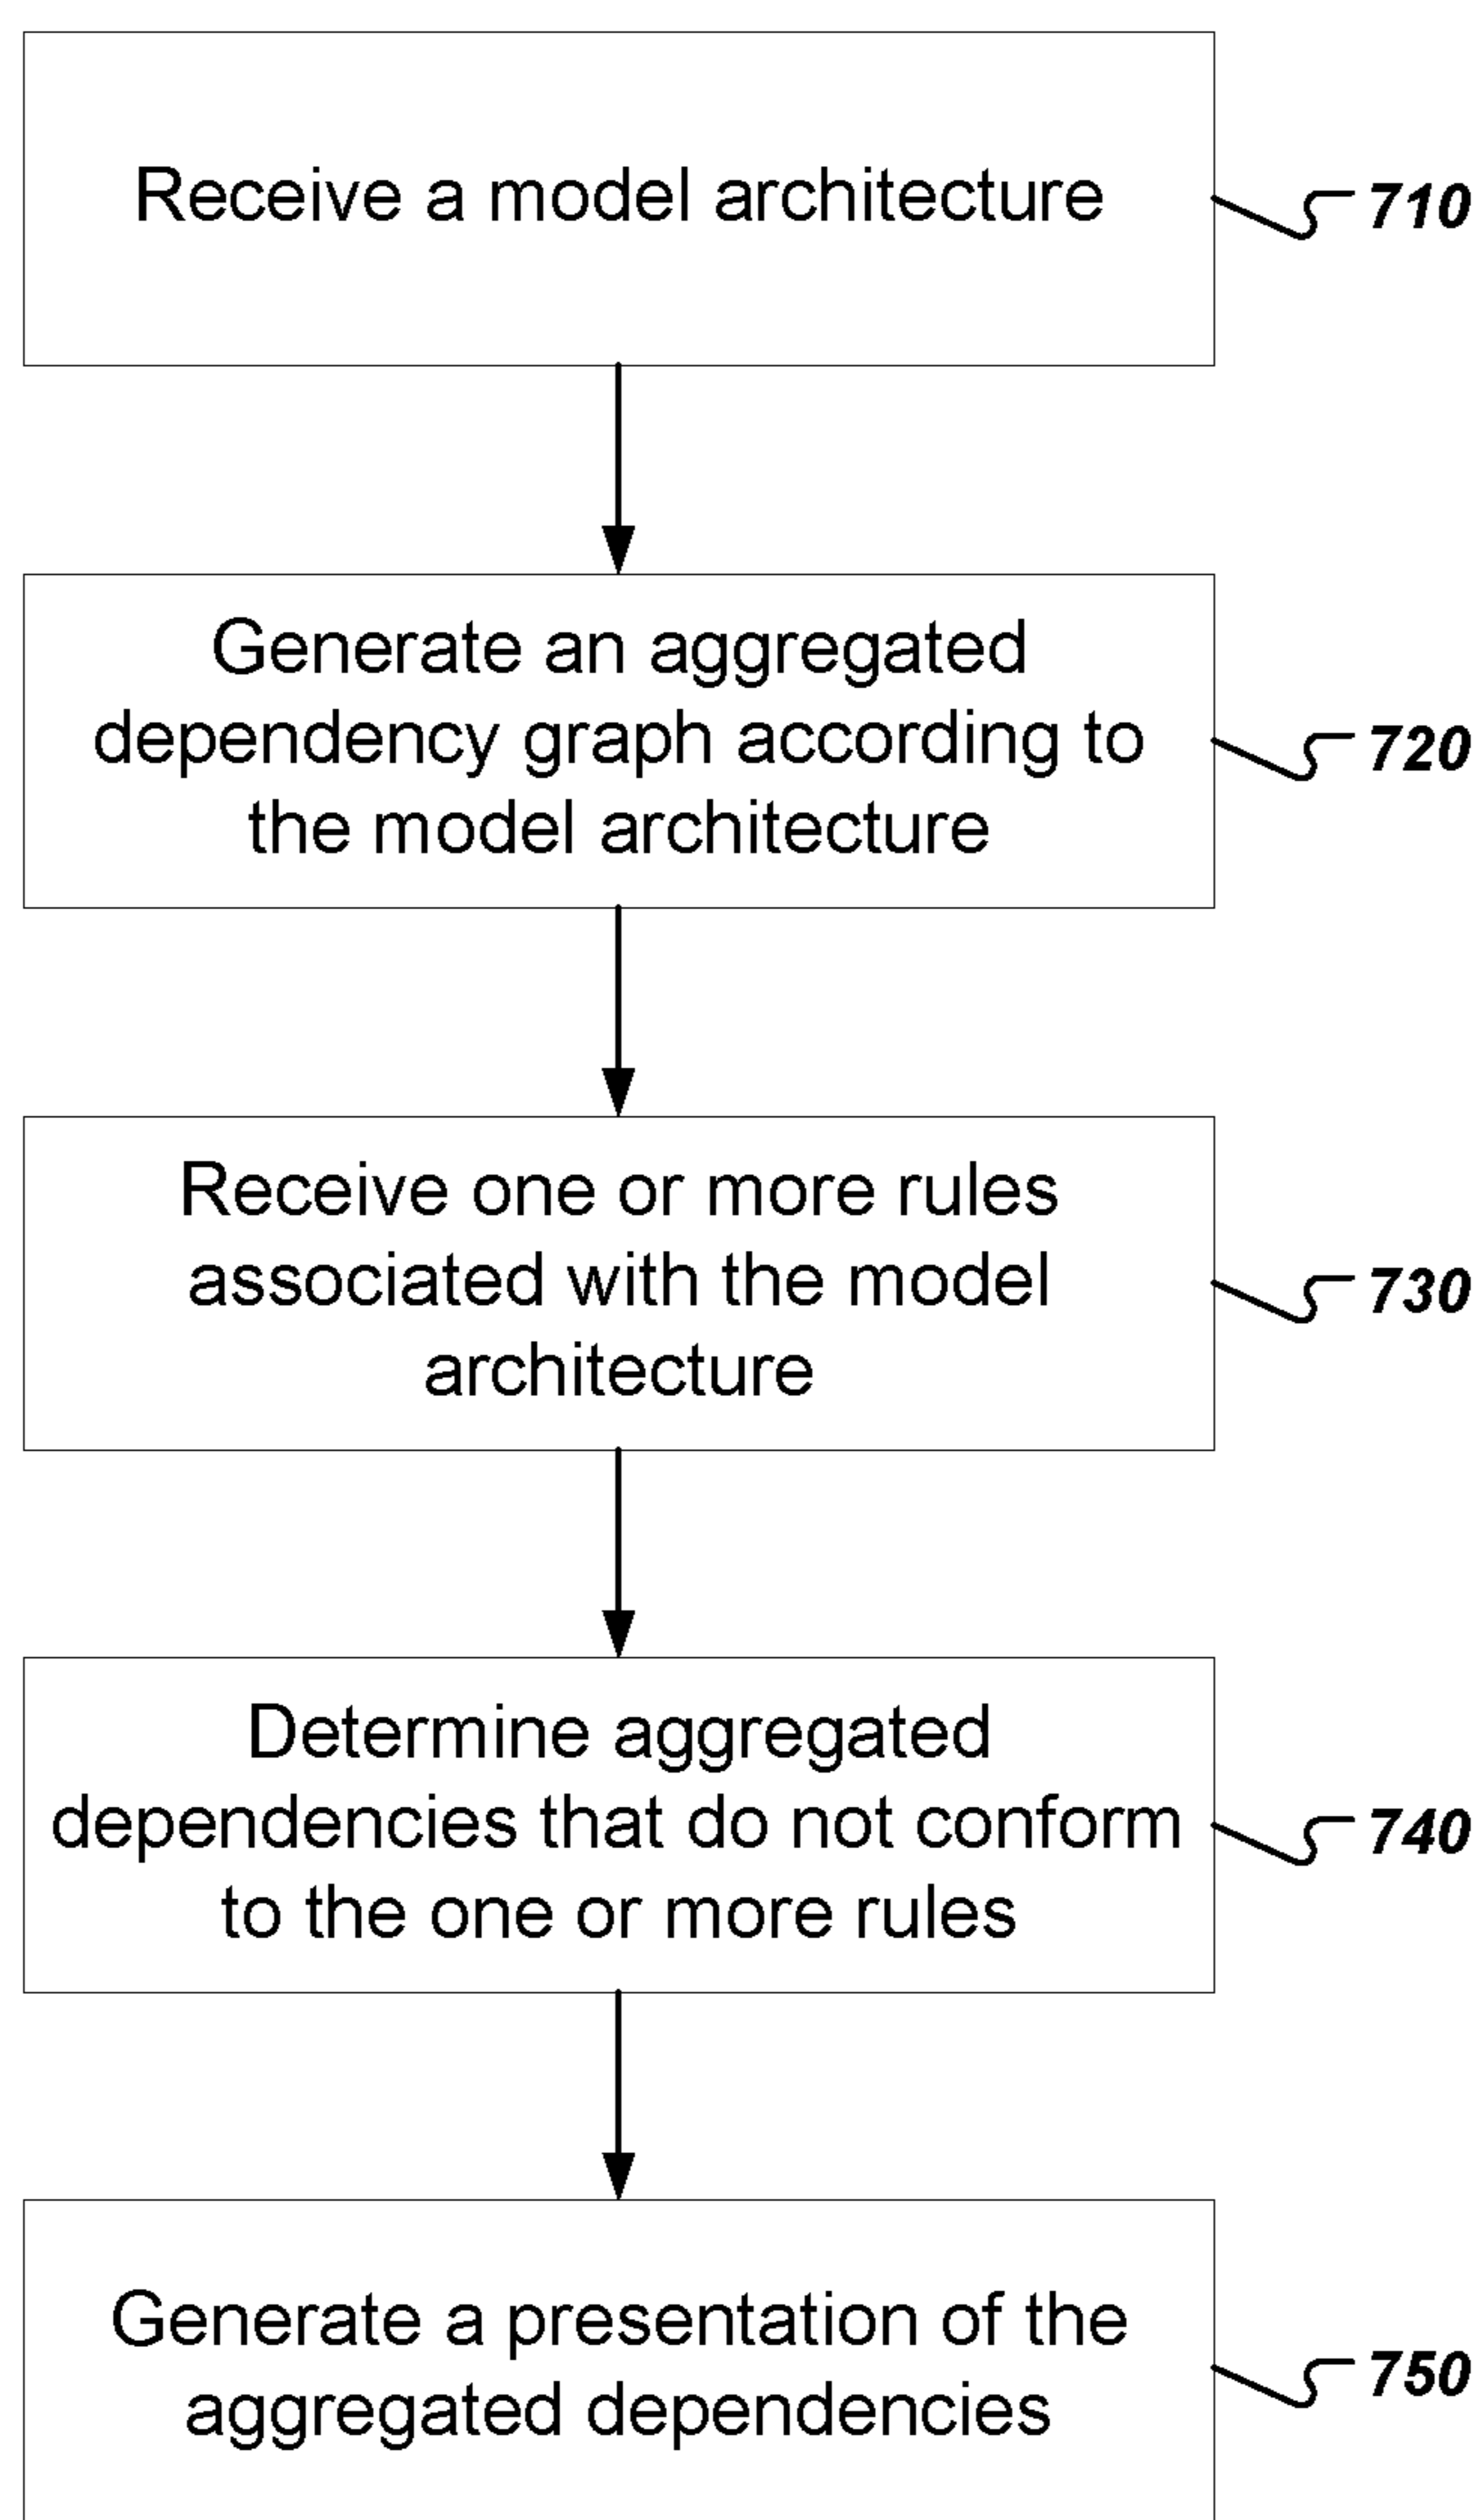 Receive a model architecture
710
Generate an aggregated
dependency graph according to
the model architecture
720
Receive one or more rules
associated with the model
architecture
730
Determine aggregated
dependencies that do not conform
to the one or more rules
740
Generate a presentation of the
aggregated dependencies
750